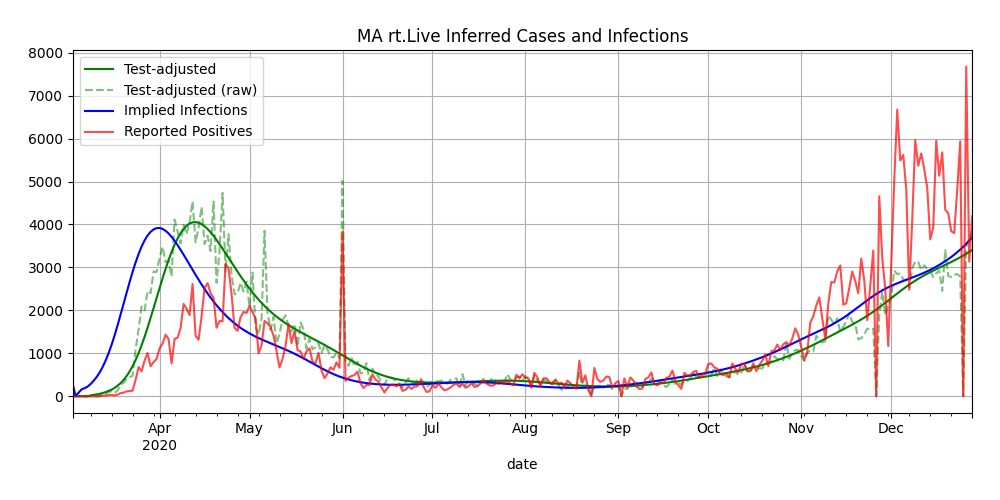 MA rt.Live Inferred Cases and Infections
8000
7000
6000
5000
4000
3000
2000
1000
0
Test-adjusted
Test-adjusted (raw)
Implied Infections
Reported Positives
Apr May Jun Jul Aug Sep Oct Nov Dec
2020
date